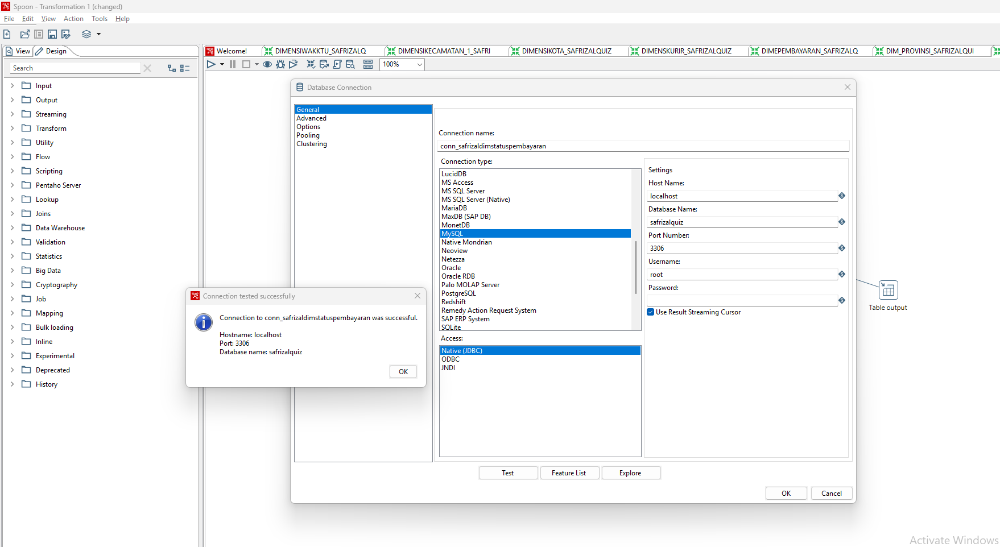 Spoon - Transformation 1 (changed)
File Edit View Action Tools Help
View Design
Welcome! DIMENSIWAKKTU_SAFRIZALQ DIMENSIKECAMATAN_1_SAFRI DIMENSIKOTA_SAFRIZALQUIZ DIMENSKURIR_SAFRIZALQUIZ DIMEPEMBAYARAN_SAFRIZALQ DIM_PROVINSI_SAFRIZALQUI
Search
100%
Input
Output
Streaming
Transform
Utility
Flow
Scripting
Pentaho Server
Lookup
Joins
Data Warehouse
Validation
Statistics
Big Data
Cryptography
Job
Mapping
Bulk loading
Inline
Experimental
Deprecated
History
Database Connection
General
Advanced
Options
Pooling
Clustering
Connection name:
conn_safrizaldimstatuspembayaran
Connection type:
LucidDB
MS Access
MS SQL Server
MS SQL Server (Native)
MariaDB
MaxDB (SAP DB)
MonetDB
MySQL
Native Mondrian
Neoview
Netezza
Oracle
Oracle RDB
Palo MOLAP Server
PostgreSQL
Redshift
Remedy Action Request System
SAP ERP System
SQLite
Access:
Native (JDBC)
ODBC
JNDI
Settings
Host Name:
localhost
Database Name:
safrizalquiz
Port Number:
3306
Username:
root
Password:
Use Result Streaming Cursor
Test Feature List Explore
OK Cancel
Connection tested successfully
Connection to conn_safrizaldimstatuspembayaran was successful.
Hostname: localhost
Port: 3306
Database name: safrizalquiz
OK
Table output
Activate Windows